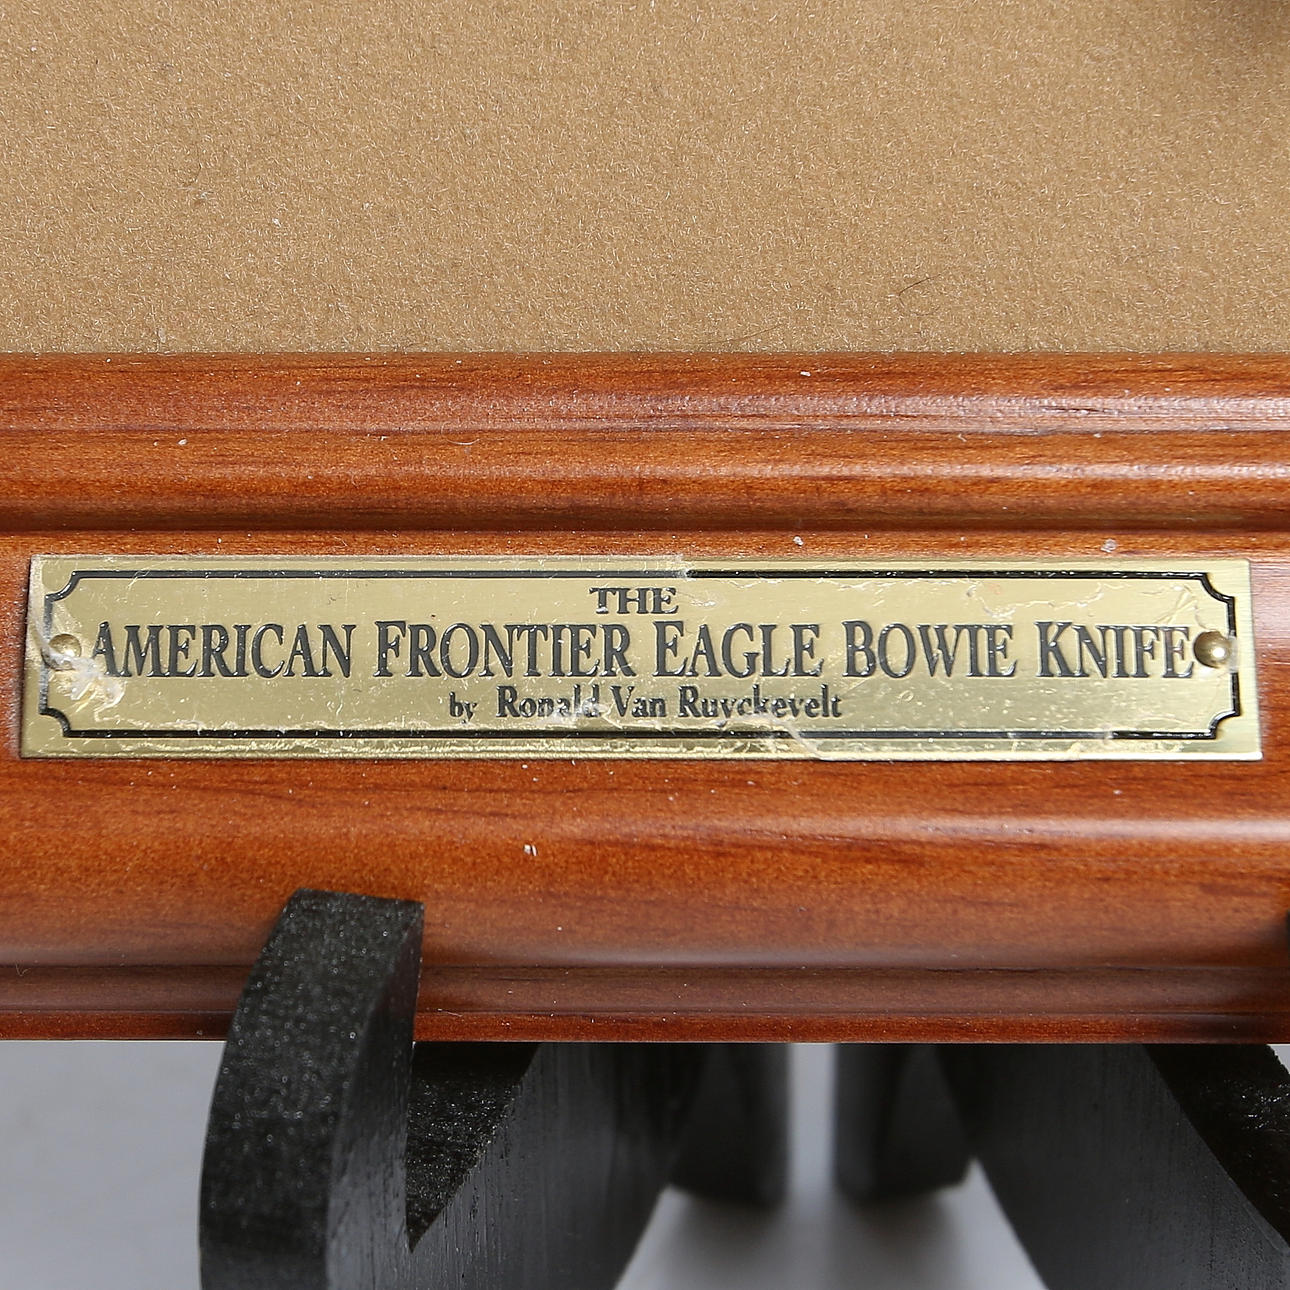 THE
AMERICAN FRONTIER EAGLE BOWIE KNIFE
by Ronald Van Ruyckevelt